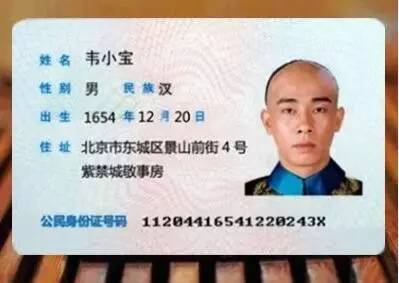 姓名 韦小宝
性别 男 民族 汉
出生 1654 年 12 月 20 日
住址 北京市东城区景山前街 4 号
紫禁城敬事房
公民身份证号码 11204416541220243X